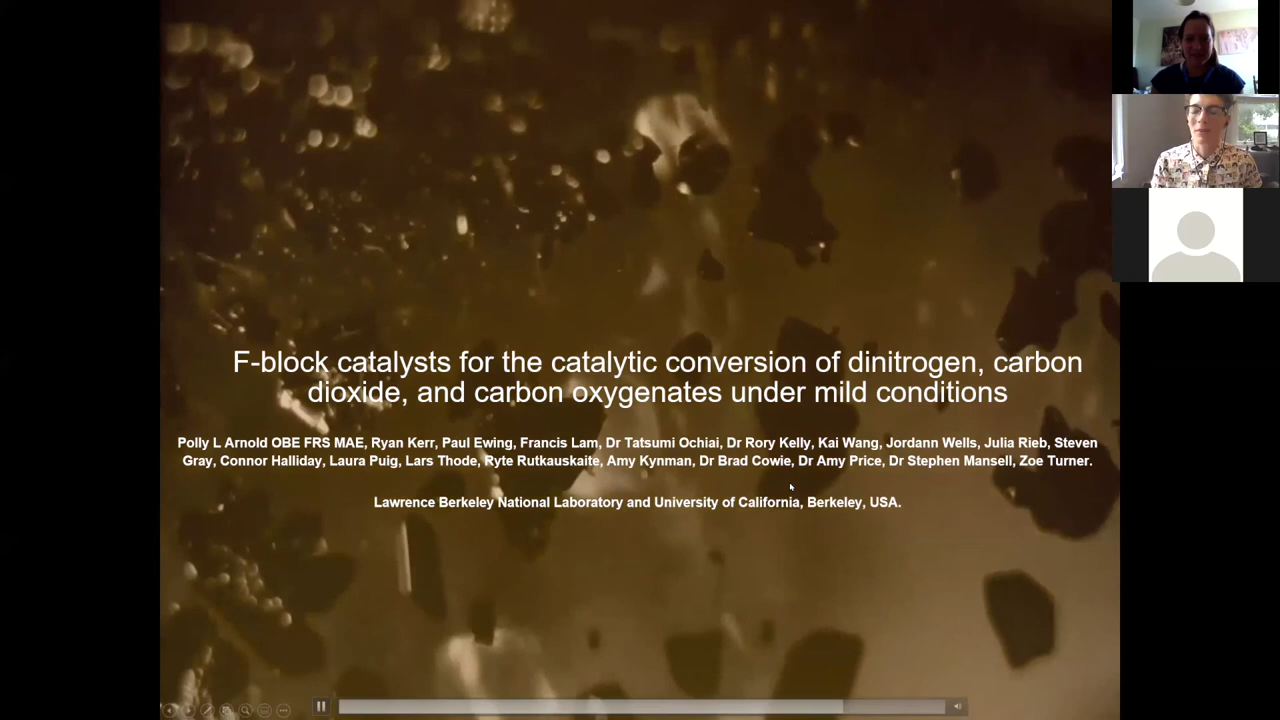 F-block catalysts for the catalytic conversion of dinitrogen, carbon
dioxide, and carbon oxygenates under mild conditions
Polly L Arnold OBE FRS MAE, Ryan Kerr, Paul Ewing, Francis Lam, Dr Tatsumi Ochiai, Dr Rory Kelly, Kai Wang, Jordann Wells, Julia Rieb, Steven
Gray, Connor Halliday, Laura Puig, Lars Thode, Ryte Rutkauskaite, Amy Kynman, Dr Brad Cowie, Dr Amy Price, Dr Stephen Mansell, Zoe Turner.
Lawrence Berkeley National Laboratory and University of California, Berkeley, USA.